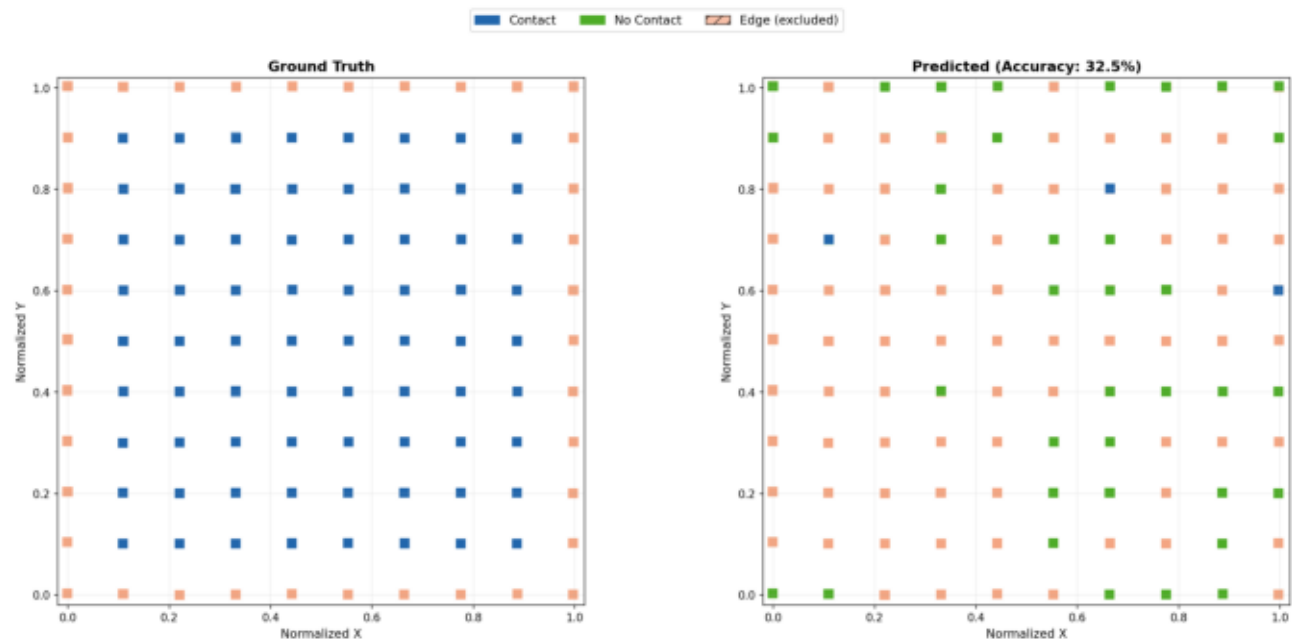 Contact No Contact Edge (excluded)
Ground Truth
1.0
0.8
0.6
0.4
0.2
0.0
Normalized Y
0.0 0.2 0.4 0.6 0.8 1.0
Normalized X
Predicted (Accuracy: 32.5%)
1.0
0.8
0.6
0.4
0.2
0.0
Normalized Y
0.0 0.2 0.4 0.6 0.8 1.0
Normalized X